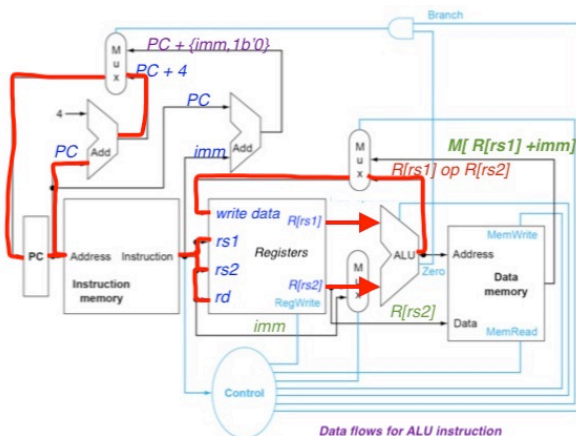 Branch
M
u
x
PC + {imm,1b'0}
PC + 4
4
PC
Add
PC
imm
Add
M
u
x
M[ R[rs1] +imm]
R[rs1] op R[rs2]
PC
Address
Instruction
Instruction
memory
write data
R[rs1]
rs1
Registers
rs2
R[rs2]
rd
RegWrite
M
u
x
ALU
Zero
MemWrite
Address
Data
memory
Data
MemRead
imm
R[rs2]
Control
Data flows for ALU instruction